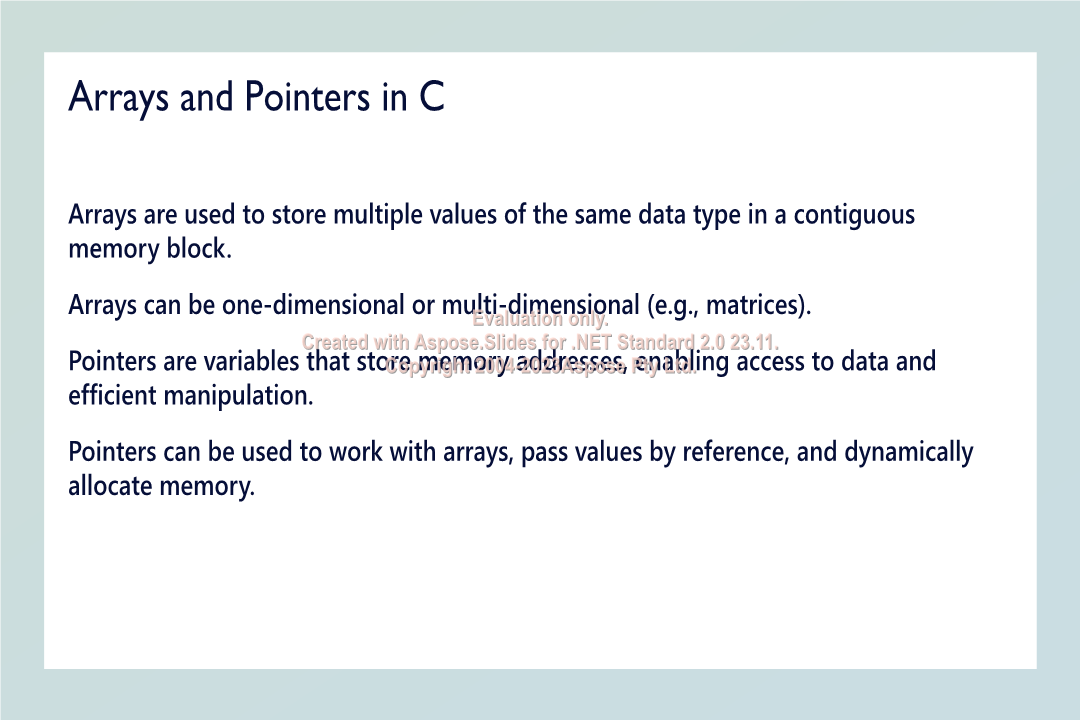 Arrays and Pointers in C
Arrays are used to store multiple values of the same data type in a contiguous
memory block.
Arrays can be one-dimensional or multi-dimensional (e.g., matrices).
Evaluation only.
Created with Aspose.Slides for .NET Standard 2.0 23.11.
Pointers are variables that store memory addresses, enabling access to data and
Copyright 2004-2023Aspose Pty Ltd.
efficient manipulation.
Pointers can be used to work with arrays, pass values by reference, and dynamically
allocate memory.